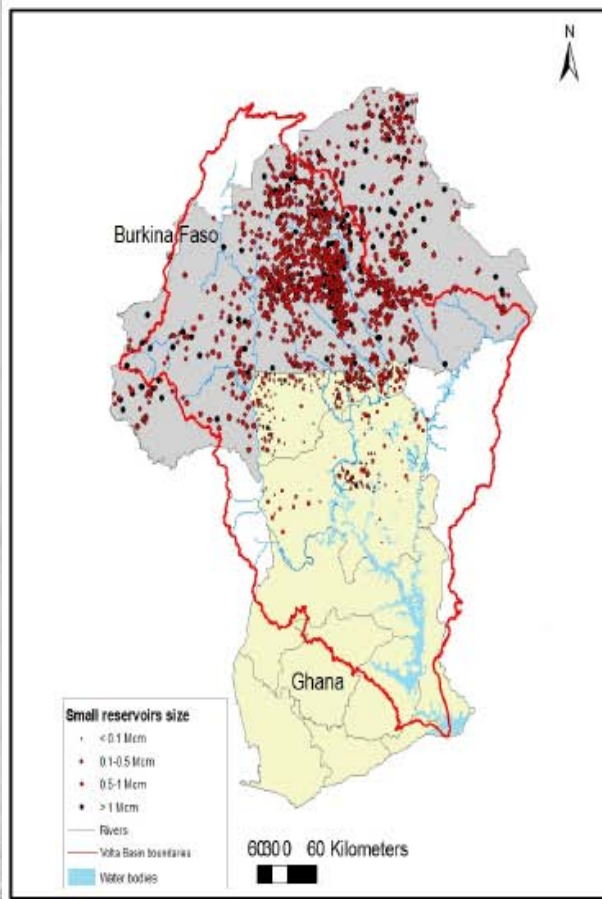 N
Burkina Faso
Ghana
Small reservoirs size
< 0.1 Mcm
0.1-0.5 Mcm
0.5-1 Mcm
> 1 Mcm
Rivers
Volta Basin boundaries
Water bodies
60300 60 Kilometers